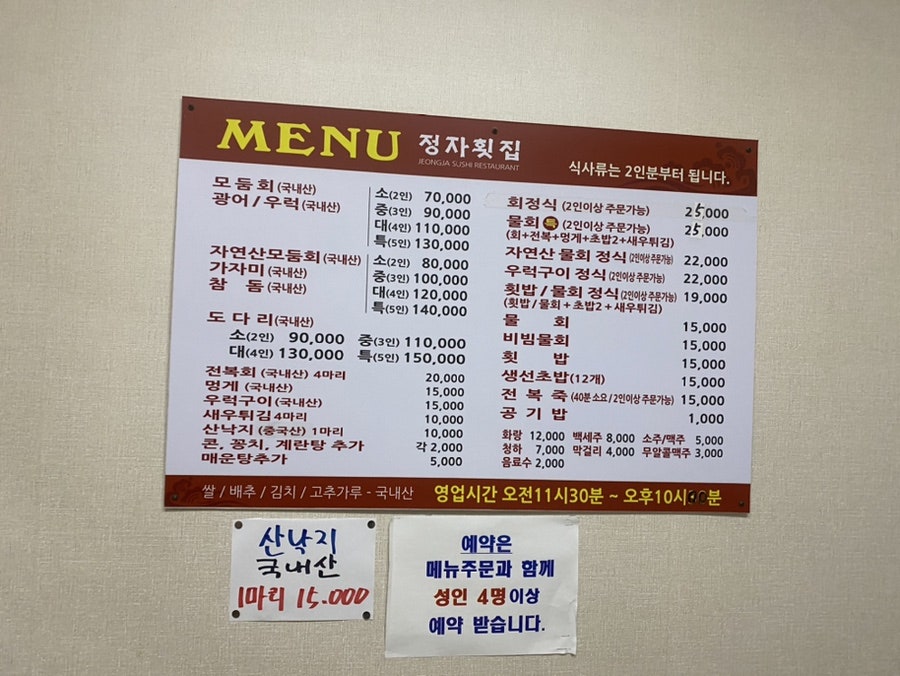 MENU 정자횟집
JEONGJA SUSHI RESTAURANT
식사류는 2인분부터 됩니다.
모둠회(국내산)
광어/우럭(국내산)
소(2인) 70,000
중(3인) 90,000
대(4인) 110,000
특(5인) 130,000
자연산모둠회(국내산)
가자미(국내산)
참 돔(국내산)
소(2인) 80,000
중(3인) 100,000
대(4인) 120,000
특(5인) 140,000
도다리(국내산)
소(2인) 90,000 중(3인) 110,000
대(4인) 130,000 특(5인) 150,000
전복회(국내산) 4마리 20,000
멍게(국내산) 15,000
우럭구이(국내산) 15,000
새우튀김 4마리 10,000
산낙지(중국산) 1마리 10,000
콘, 꽁치, 계란탕 추가 각 2,000
매운탕추가 5,000
회정식 (2인이상 주문가능) 25,000
물회 특 (2인이상 주문가능) 25,000
(회+전복+멍게+초밥2+새우튀김)
자연산 물회 정식(2인이상 주문가능) 22,000
우럭구이 정식(2인이상 주문가능) 22,000
횟밥/물회 정식(2인이상 주문가능) 19,000
(횟밥/물회+초밥2+새우튀김)
물 회 15,000
비빔물회 15,000
횟 밥 15,000
생선초밥(12개) 15,000
전 복 죽 (40분 소요/2인이상 주문가능) 15,000
공 기 밥 1,000
화랑 12,000 백세주 8,000 소주/맥주 5,000
청하 7,000 막걸리 4,000 무알콜맥주 3,000
음료수 2,000
쌀/배추/김치/고추가루 - 국내산
영업시간 오전11시30분 ~ 오후10시 분
산낙지
국내산
1마리 15.000
예약은
메뉴주문과 함께
성인 4명 이상
예약 받습니다.